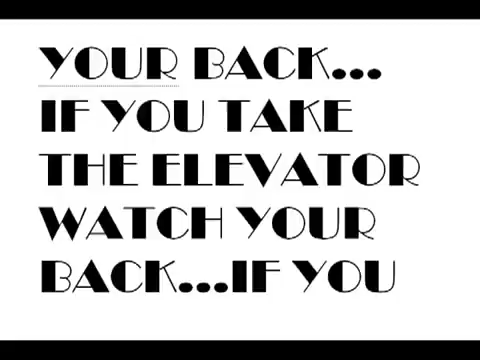 YOUR BACK...
IF YOU TAKE
THE ELEVATOR
WATCH YOUR
BACK...IF YOU